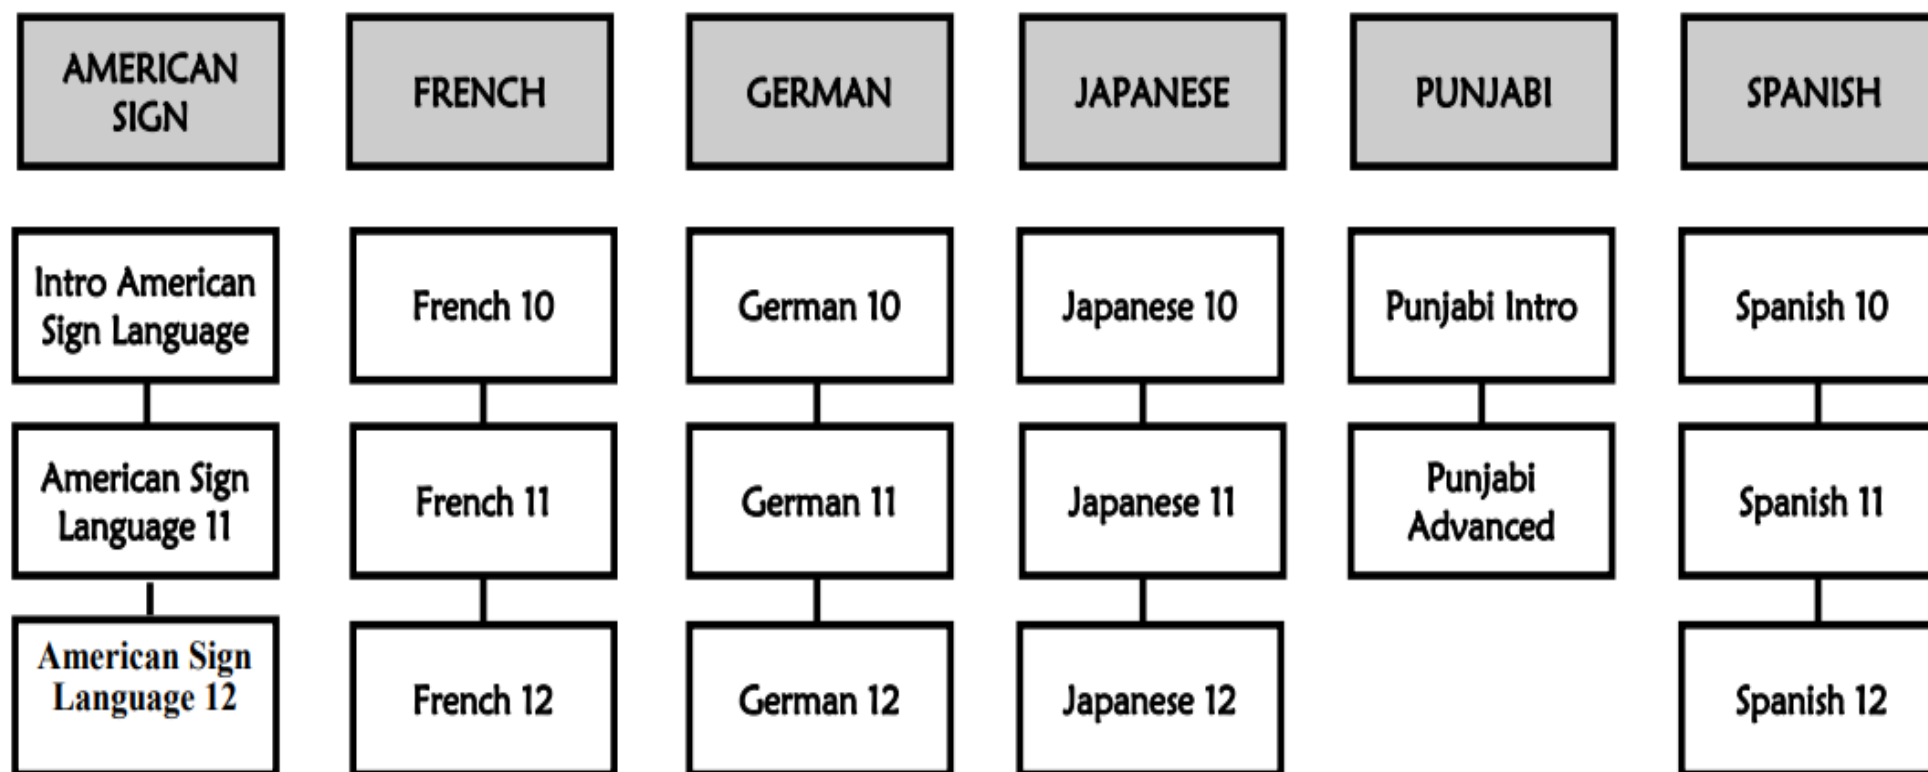 AMERICAN
SIGN
FRENCH
GERMAN
JAPANESE
PUNJABI
SPANISH
Intro American
Sign Language
French 10
German 10
Japanese 10
Punjabi Intro
Spanish 10
American Sign
Language 11
French 11
German 11
Japanese 11
Punjabi
Advanced
Spanish 11
American Sign
Language 12
French 12
German 12
Japanese 12
Spanish 12